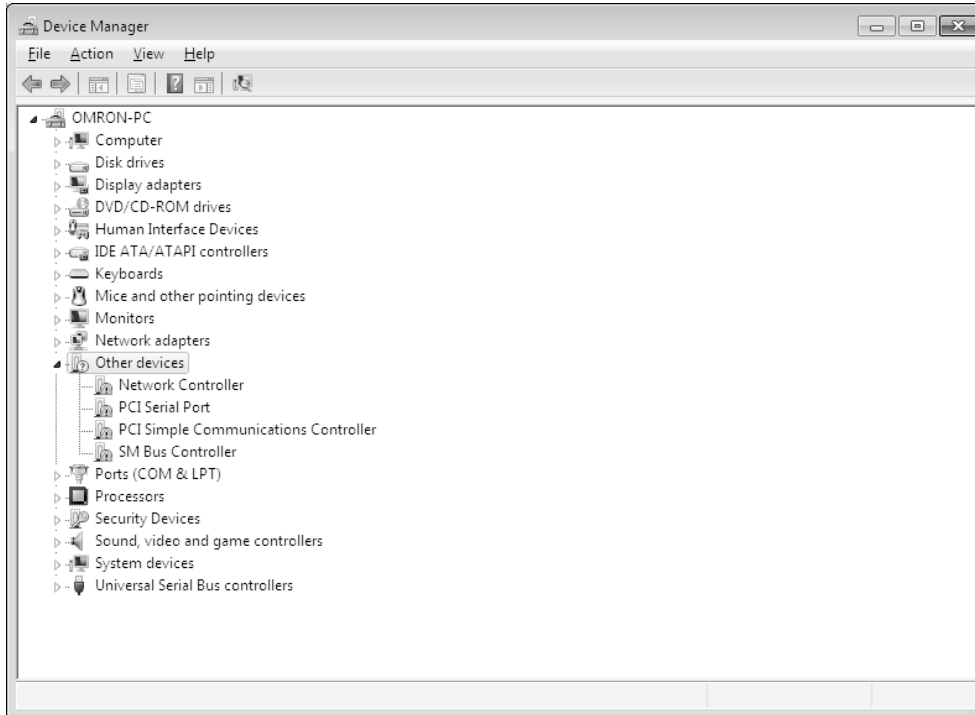 Device Manager
File Action View Help
OMRON-PC
Computer
Disk drives
Display adapters
DVD/CD-ROM drives
Human Interface Devices
IDE ATA/ATAPI controllers
Keyboards
Mice and other pointing devices
Monitors
Network adapters
Other devices
Network Controller
PCI Serial Port
PCI Simple Communications Controller
SM Bus Controller
Ports (COM & LPT)
Processors
Security Devices
Sound, video and game controllers
System devices
Universal Serial Bus controllers